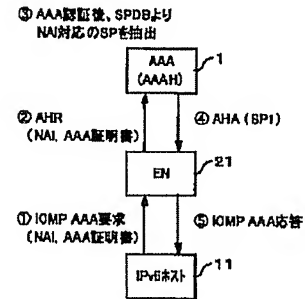 ③ AAA認証後、SPDBより
NAI対応のSPを抽出
AAA
(AAAH)
1
② AHR
(NAI, AAA証明書)
④ AHA (SP1)
EN
21
① ICMP AAA要求
(NAI, AAA証明書)
⑤ ICMP AAA応答
IPv6ホスト
11